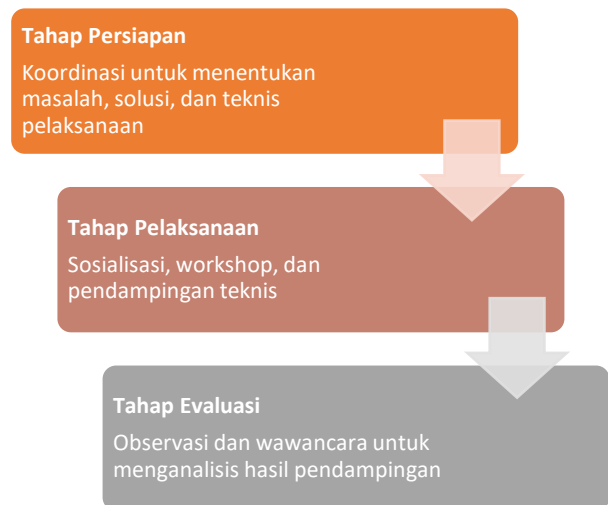 Tahap Persiapan
Koordinasi untuk menentukan
masalah, solusi, dan teknis
pelaksanaan
Tahap Pelaksanaan
Sosialisasi, workshop, dan
pendampingan teknis
Tahap Evaluasi
Observasi dan wawancara untuk
menganalisis hasil pendampingan